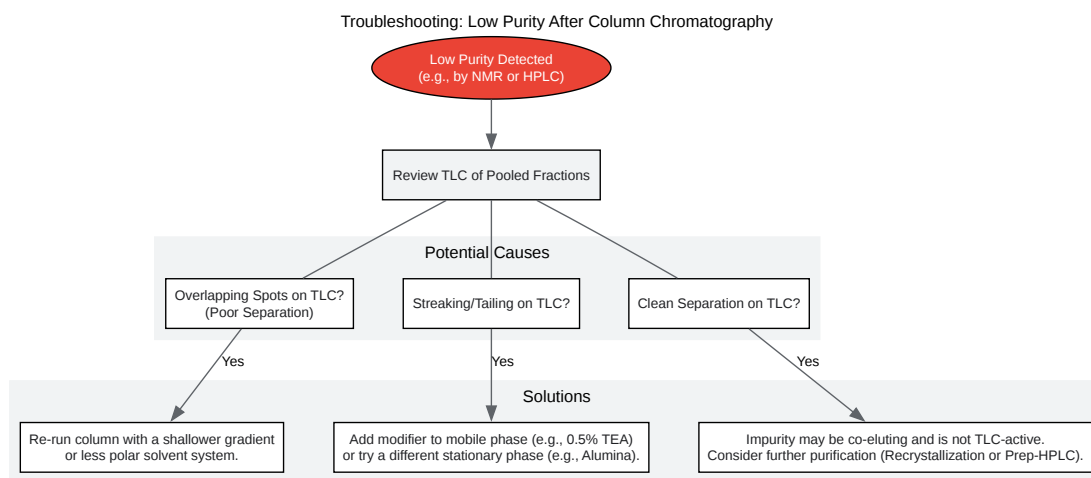 Troubleshooting: Low Purity After Column Chromatography
Low Purity Detected
(e.g., by NMR or HPLC)
Review TLC of Pooled Fractions
Potential Causes
Overlapping Spots on TLC?
(Poor Separation)
Streaking/Tailing on TLC?
Clean Separation on TLC?
Yes
Yes
Yes
Solutions
Re-run column with a shallower gradient
or less polar solvent system.
Add modifier to mobile phase (e.g., 0.5% TEA)
or try a different stationary phase (e.g., Alumina).
Impurity may be co-eluting and is not TLC-active.
Consider further purification (Recrystallization or Prep-HPLC).